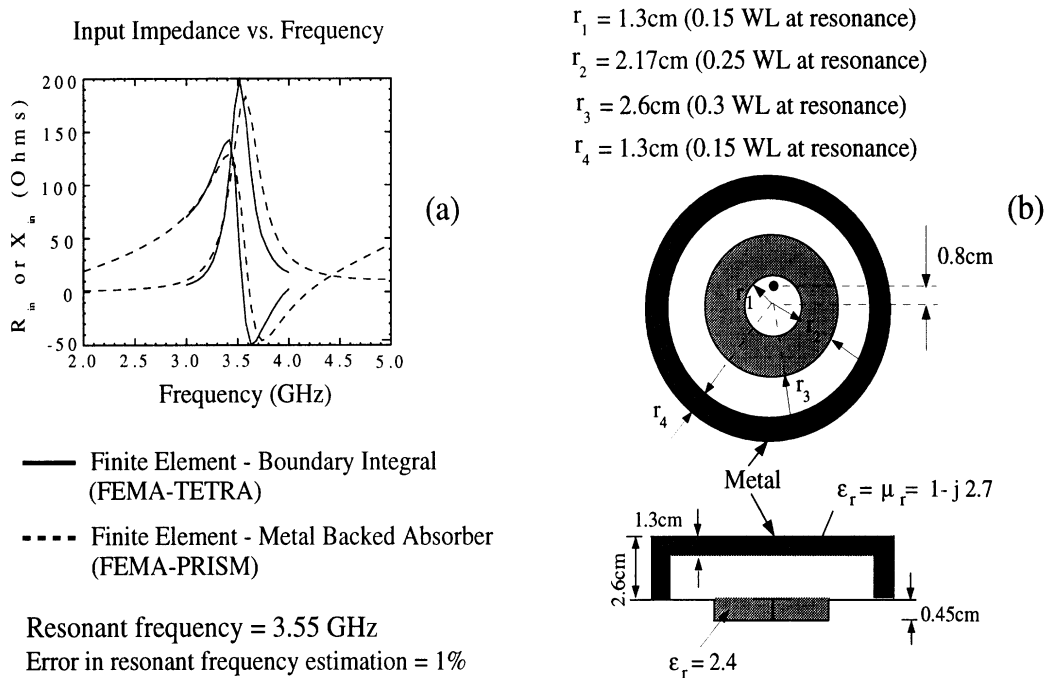 Input Impedance vs. Frequency
R in or X in (Ohms)
200
150
100
50
0
-50
2.0 2.5 3.0 3.5 4.0 4.5 5.0
Frequency (GHz)
(a)
Finite Element - Boundary Integral
(FEMA-TETRA)
Finite Element - Metal Backed Absorber
(FEMA-PRISM)
Resonant frequency = 3.55 GHz
Error in resonant frequency estimation = 1%
r1 = 1.3cm (0.15 WL at resonance)
r2 = 2.17cm (0.25 WL at resonance)
r3 = 2.6cm (0.3 WL at resonance)
r4 = 1.3cm (0.15 WL at resonance)
(b)
0.8cm
r1
r2
r3
r4
Metal
εr = μr = 1- j 2.7
1.3cm
2.6cm
0.45cm
εr = 2.4